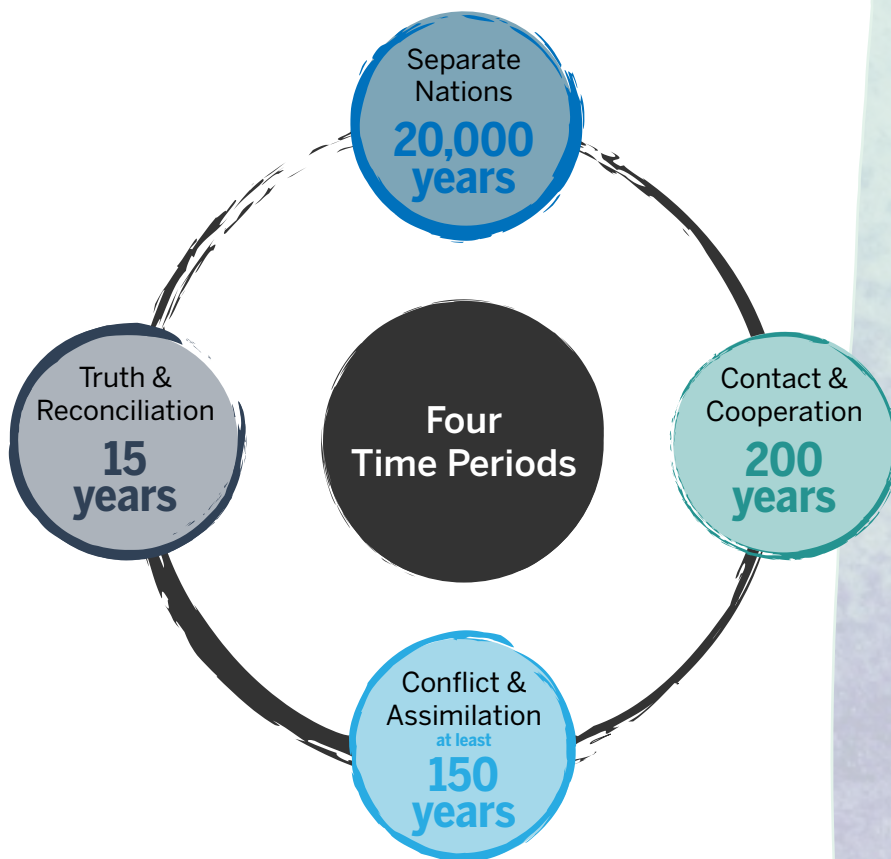 Separate
Nations
20,000
years
Truth &
Reconciliation
15
years
Four
Time Periods
Contact &
Cooperation
200
years
Conflict &
Assimilation
at least
150
years